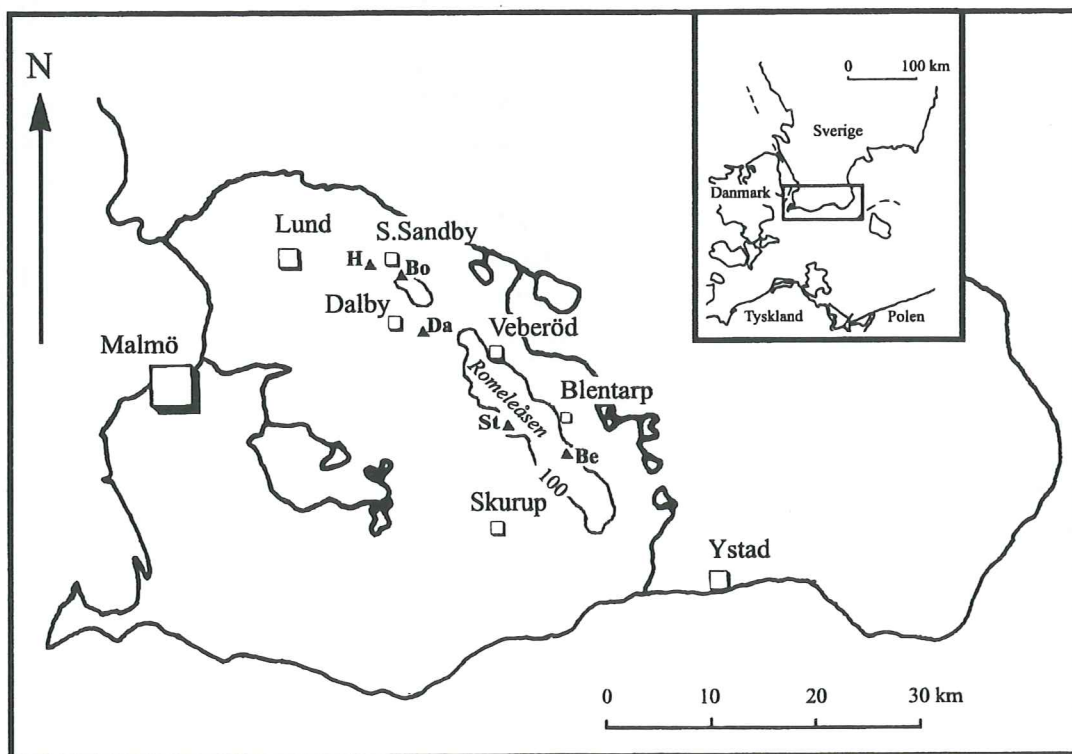 N
0 100 km
Sverige
Danmark
Tyskland Polen
Lund
S.Sandby
H
Bo
Dalby
Da
Veberöd
Malmö
Romeleåsen
Blentarp
St
Be
100
Skurup
Ystad
0 10 20 30 km